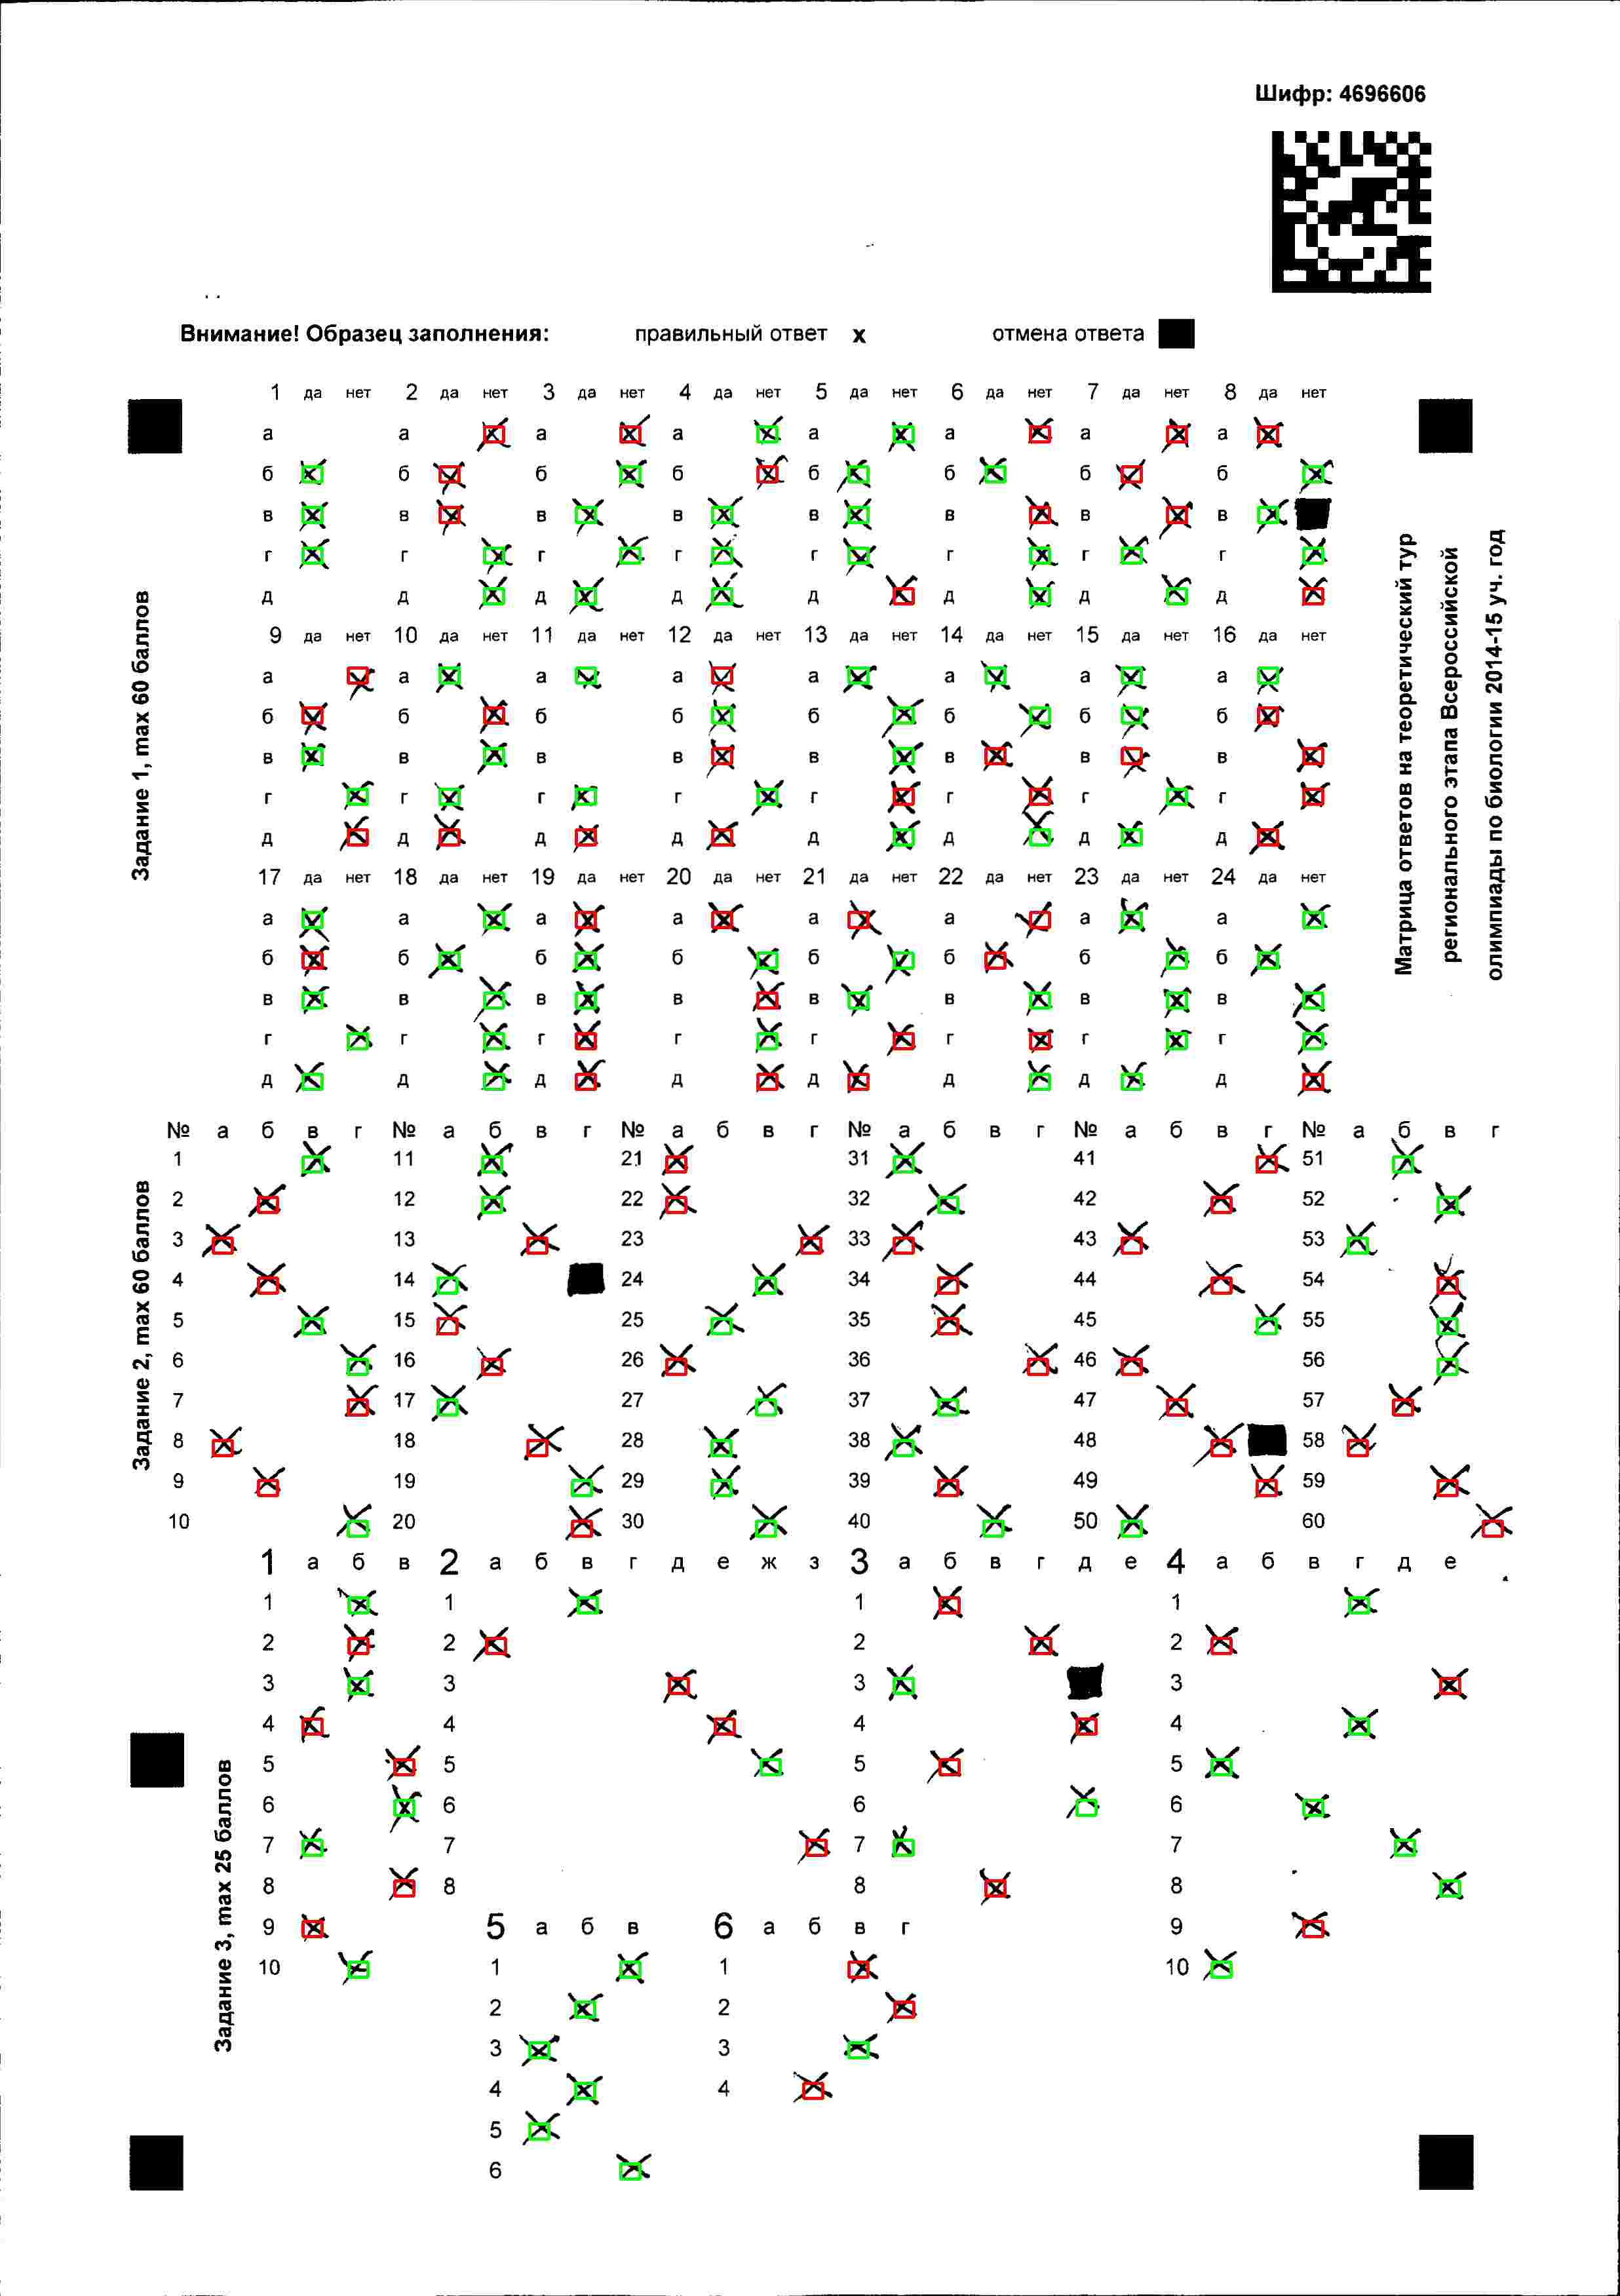 Шифр: 4696606
Внимание! Образец заполнения: правильный ответ х отмена ответа
1 да нет 2 да нет 3 да нет 4 да нет 5 да нет 6 да нет 7 да нет 8 да нет
а а а а а а а а
б б б б б б б б
в в в в в в в в
г г г г г г г г
д д д д д д д д
9 да нет 10 да нет 11 да нет 12 да нет 13 да нет 14 да нет 15 да нет 16 да нет
а а а а а а а а
б б б б б б б б
в в в в в в в в
г г г г г г г г
д д д д д д д д
17 да нет 18 да нет 19 да нет 20 да нет 21 да нет 22 да нет 23 да нет 24 да нет
а а а а а а а а
б б б б б б б б
в в в в в в в в
г г г г г г г г
д д д д д д д д
Задание 1, max 60 баллов
Матрица ответов на теоретический тур
регионального этапа Всероссийской
олимпиады по биологии 2014-15 уч. год
№ а б в г № а б в г № а б в г № а б в г № а б в г № а б в г
1 11 21 31 41 51
2 12 22 32 42 52
3 13 23 33 43 53
4 14 24 34 44 54
5 15 25 35 45 55
6 16 26 36 46 56
7 17 27 37 47 57
8 18 28 38 48 58
9 19 29 39 49 59
10 20 30 40 50 60
Задание 2, max 60 баллов
1 а б в 2 а б в г д е ж з 3 а б в г д е 4 а б в г д е
1 1 1 1
2 2 2 2
3 3 3 3
4 4 4 4
5 5 5 5
6 6 6 6
7 7 7 7
8 8 8 8
9 5 а б в 6 а б в г 9
10 1 1 10
2 2
3 3
4 4
5
6
Задание 3, max 25 баллов